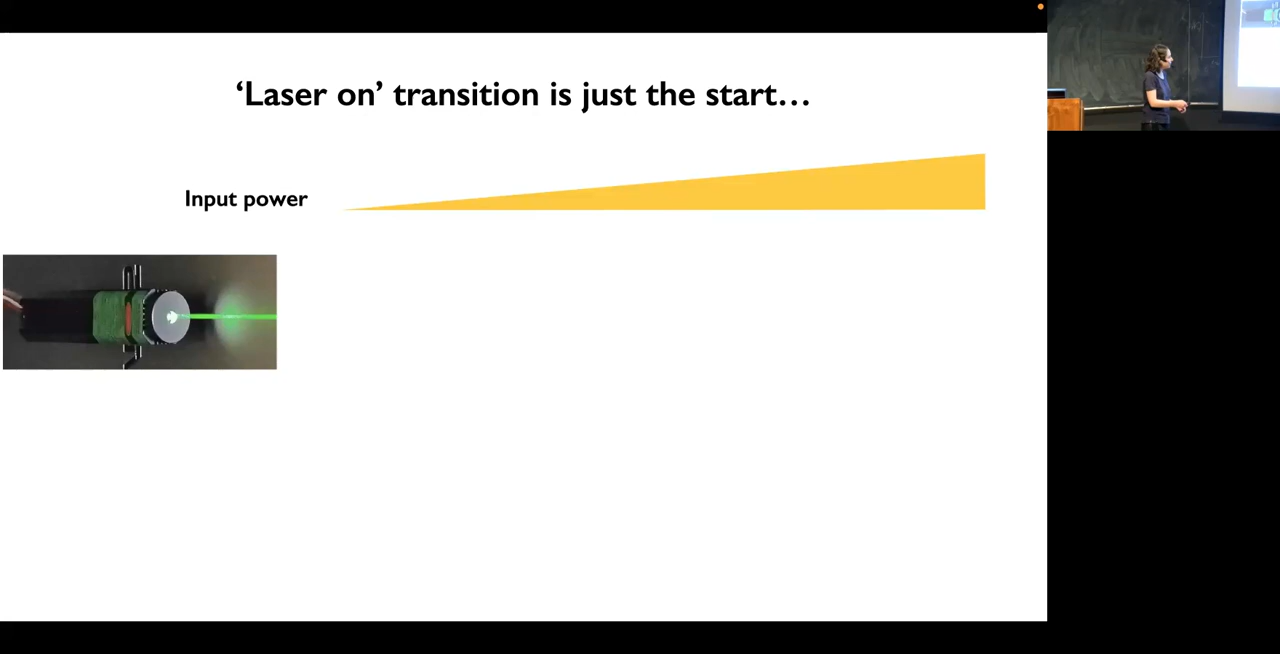 ‘Laser on’ transition is just the start…
Input power